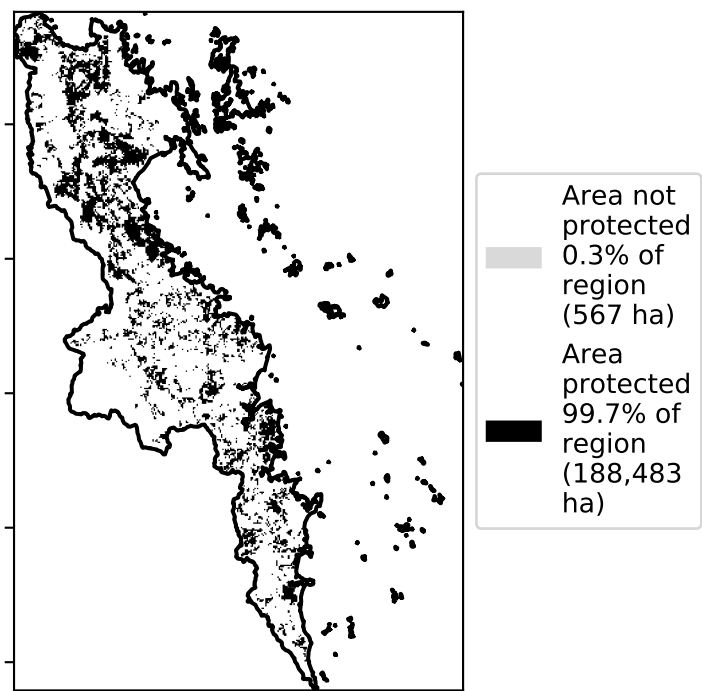 Area not
protected
0.3% of
region
(567 ha)
Area
protected
99.7% of
region
(188,483
ha)